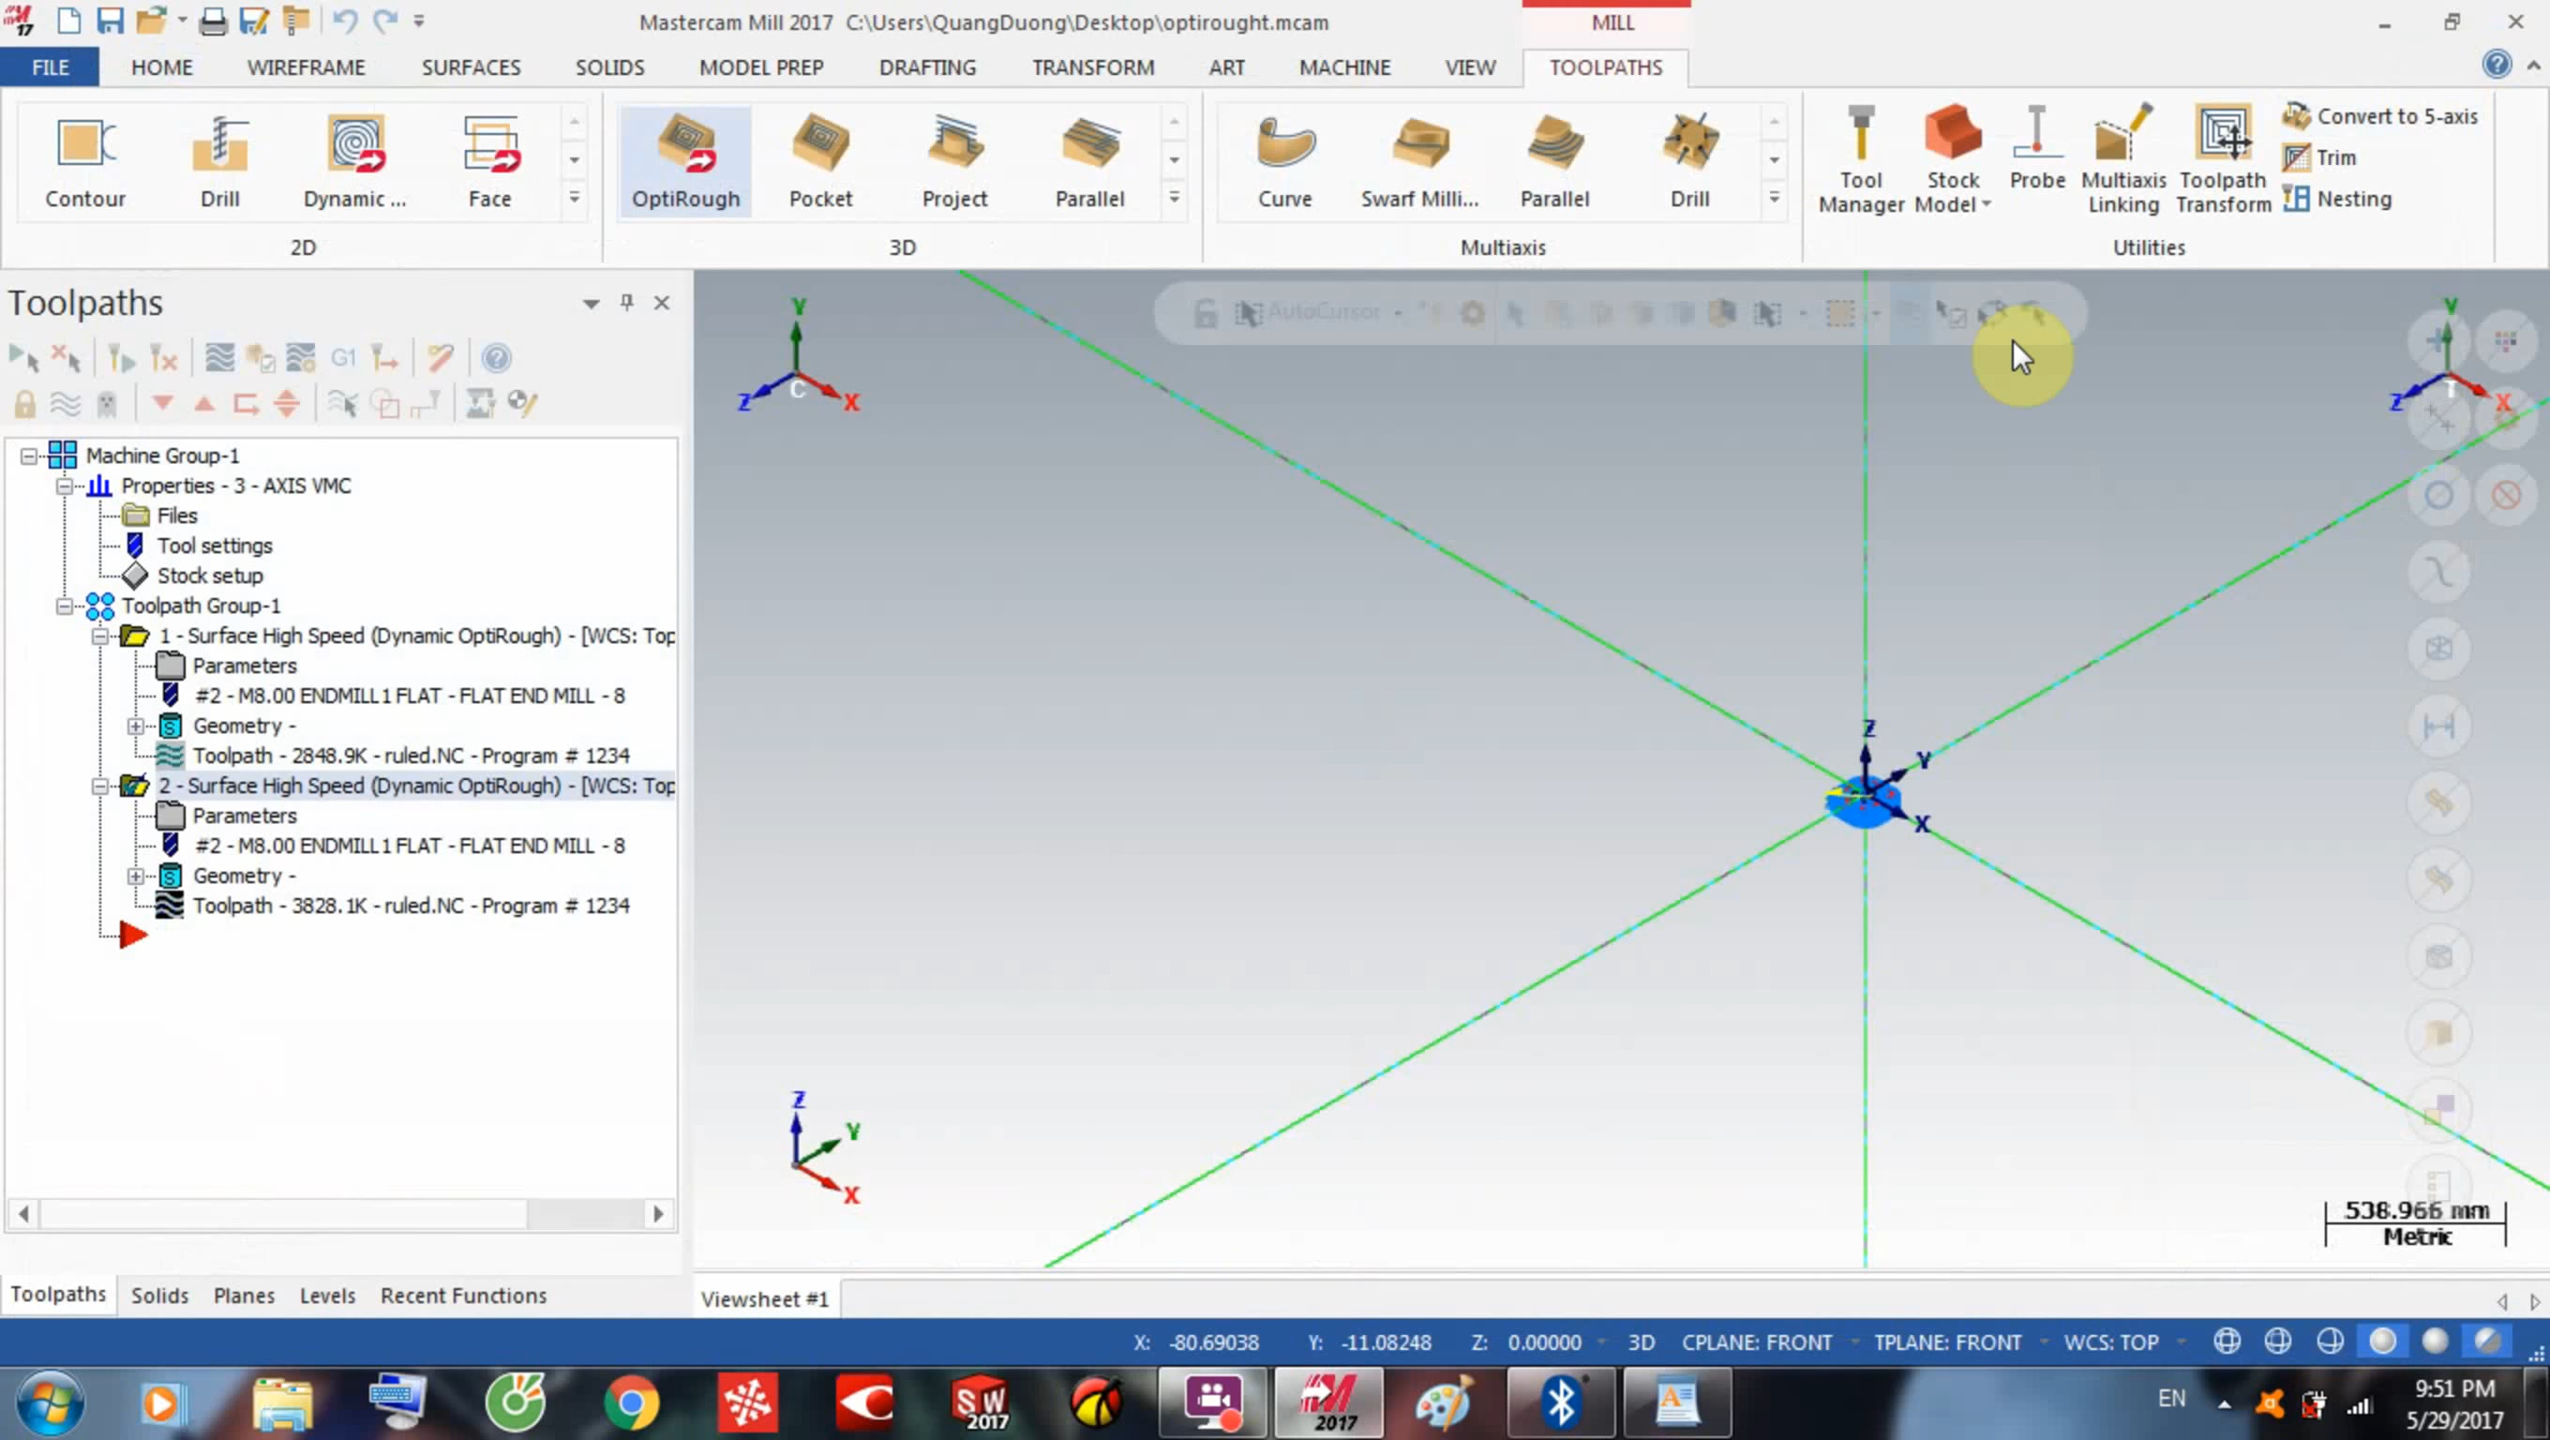 17
Mastercam Mill 2017 C:\Users\QuangDuong\Desktop\optirought.mcam
MILL
FILE HOME WIREFRAME SURFACES SOLIDS MODEL PREP DRAFTING TRANSFORM ART MACHINE VIEW TOOLPATHS
Contour Drill Dynamic ... Face
2D
OptiRough Pocket Project Parallel
3D
Curve Swarf Milli... Parallel Drill
Multiaxis
Tool Manager
Stock Model
Probe
Multiaxis Linking
Toolpath Transform
Convert to 5-axis
Trim
Nesting
Utilities
Toolpaths
G1
AutoCursor
Machine Group-1
Properties - 3 - AXIS VMC
Files
Tool settings
Stock setup
Toolpath Group-1
1 - Surface High Speed (Dynamic OptiRough) - [WCS: Top
Parameters
#2 - M8.00 ENDMILL1 FLAT - FLAT END MILL - 8
Geometry -
Toolpath - 2848.9K - ruled.NC - Program # 1234
2 - Surface High Speed (Dynamic OptiRough) - [WCS: Top
Parameters
#2 - M8.00 ENDMILL1 FLAT - FLAT END MILL - 8
Geometry -
Toolpath - 3828.1K - ruled.NC - Program # 1234
Y
Z C X
Y
Z T X
Z
Y
X
Z
Y
X
538.966 mm
Metric
Toolpaths Solids Planes Levels Recent Functions
Viewsheet #1
X: -80.69038 Y: -11.08248 Z: 0.00000 3D CPLANE: FRONT TPLANE: FRONT WCS: TOP
SW 2017
2017
A
EN
9:51 PM
5/29/2017